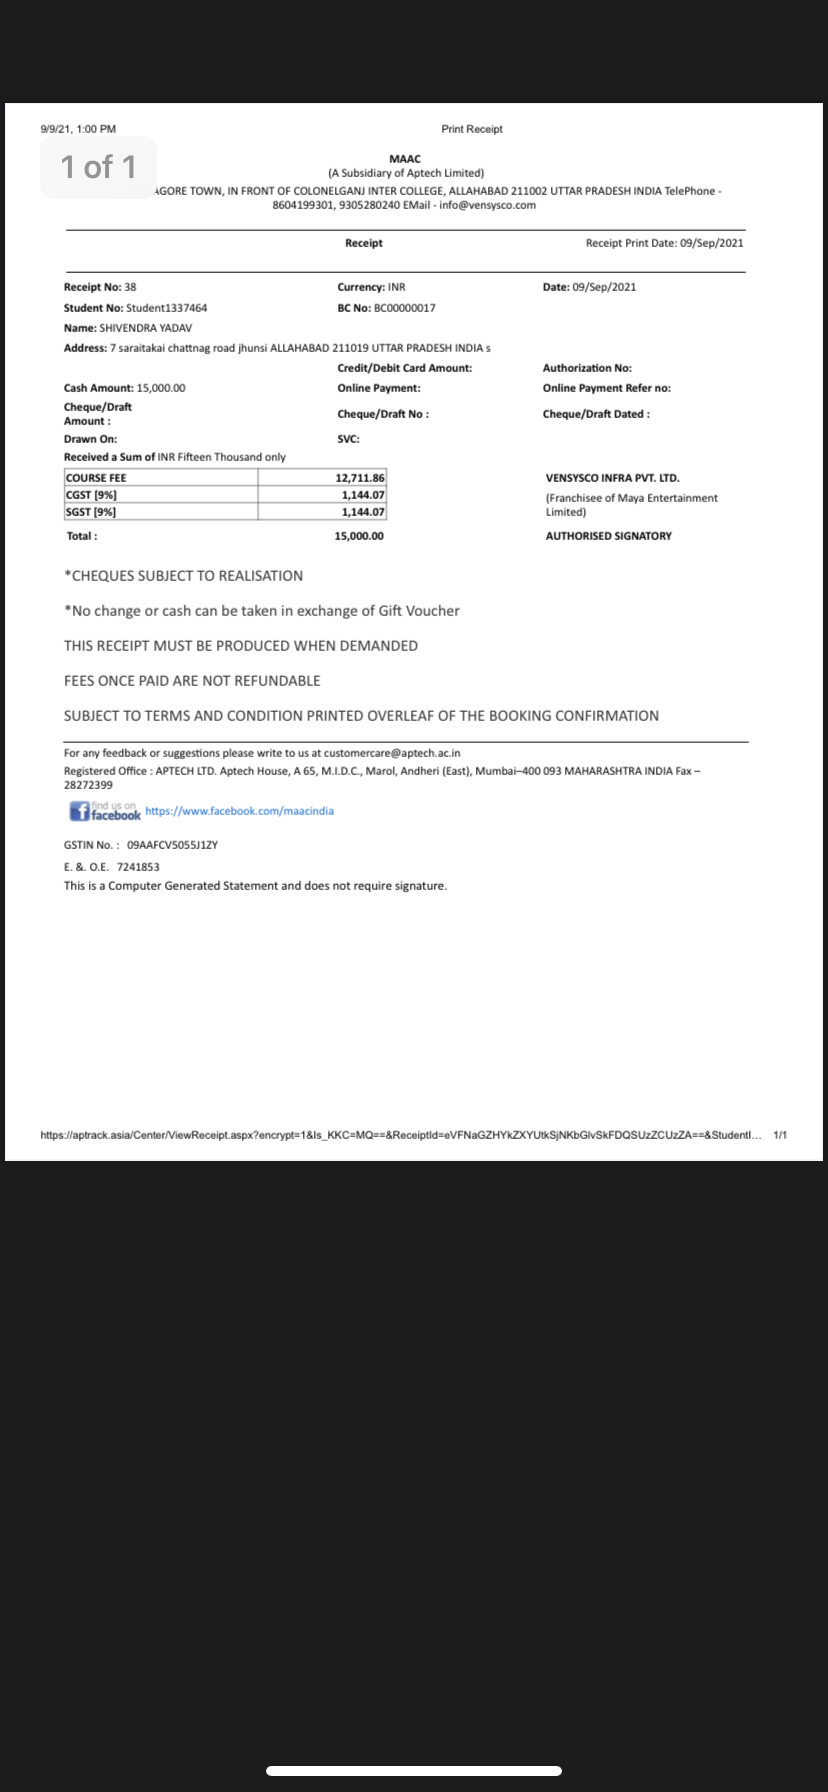 9/9/21, 1:00 PM Print Receipt
1 of 1
MAAC
(A Subsidiary of Aptech Limited)
TOWN, IN FRONT OF COLONELGANJ INTER COLLEGE, ALLAHABAD 211002 UTTAR PRADESH INDIA TelePhone -
8604199301, 9305280240 EMail - info@vensysco.com
Receipt Receipt Print Date: 09/Sep/2021
Receipt No: 38 Currency: INR Date: 09/Sep/2021
Student No: Student1337464 BC No: BC00000017
Name: SHIVENDRA YADAV
Address: 7 saraitakai chattnag road jhunsi ALLAHABAD 211019 UTTAR PRADESH INDIA s
Credit/Debit Card Amount: Authorization No:
Cash Amount: 15,000.00 Online Payment: Online Payment Refer no:
Cheque/Draft
Amount : Cheque/Draft No : Cheque/Draft Dated :
Drawn On: SVC:
Received a Sum of INR Fifteen Thousand only
COURSE FEE 12,711.86 VENSYSCO INFRA PVT. LTD.
CGST [9%] 1,144.07 (Franchisee of Maya Entertainment
SGST [9%] 1,144.07 Limited)
Total : 15,000.00 AUTHORISED SIGNATORY
*CHEQUES SUBJECT TO REALISATION
*No change or cash can be taken in exchange of Gift Voucher
THIS RECEIPT MUST BE PRODUCED WHEN DEMANDED
FEES ONCE PAID ARE NOT REFUNDABLE
SUBJECT TO TERMS AND CONDITION PRINTED OVERLEAF OF THE BOOKING CONFIRMATION
For any feedback or suggestions please write to us at customercare@aptech.ac.in
Registered Office : APTECH LTD. Aptech House, A 65, M.I.D.C., Marol, Andheri (East), Mumbai–400 093 MAHARASHTRA INDIA Fax –
28272399
find us on
facebook https://www.facebook.com/maacindia
GSTIN No. : 09AAFCV5055J1ZY
E. &. O.E. 7241853
This is a Computer Generated Statement and does not require signature.
https://aptrack.asia/Center/ViewReceipt.aspx?encrypt=1&Is_KKC=MQ==&ReceiptId=eVFNaGZHYkZXYUtkSjNKbGlvSkFDQSUzZCUzZA==&StudentI... 1/1